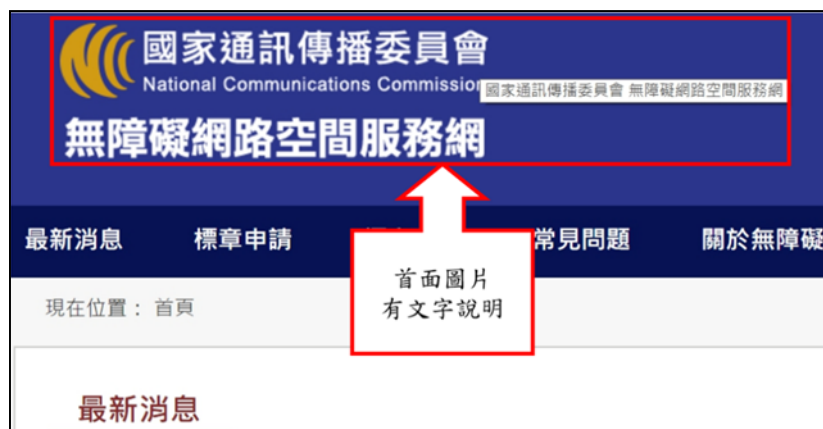 國家通訊傳播委員會
National Communications Commission
國家通訊傳播委員會 無障礙網路空間服務網
無障礙網路空間服務網
最新消息 標章申請 常見問題 關於無障礙
首面圖片
有文字說明
現在位置： 首頁
最新消息